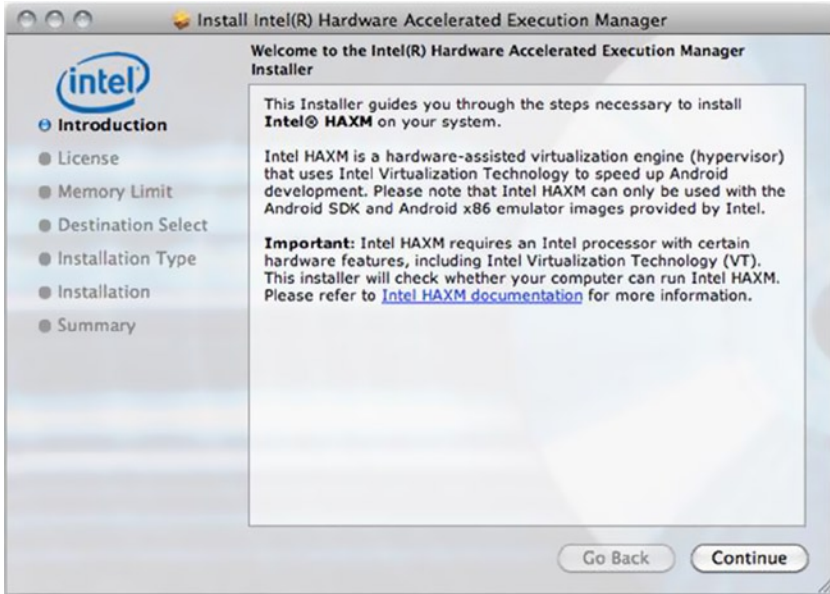 Install Intel(R) Hardware Accelerated Execution Manager
intel
Welcome to the Intel(R) Hardware Accelerated Execution Manager
Installer
Introduction
License
Memory Limit
Destination Select
Installation Type
Installation
Summary
This Installer guides you through the steps necessary to install
Intel® HAXM on your system.
Intel HAXM is a hardware-assisted virtualization engine (hypervisor)
that uses Intel Virtualization Technology to speed up Android
development. Please note that Intel HAXM can only be used with the
Android SDK and Android x86 emulator images provided by Intel.
Important: Intel HAXM requires an Intel processor with certain
hardware features, including Intel Virtualization Technology (VT).
This installer will check whether your computer can run Intel HAXM.
Please refer to Intel HAXM documentation for more information.
Go Back
Continue